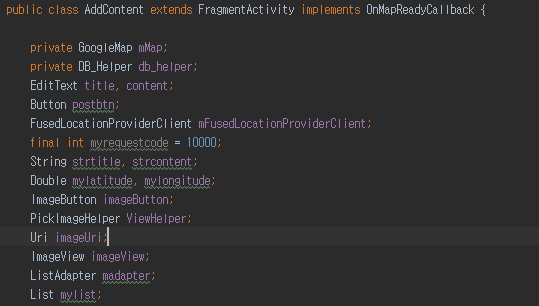 public class AddContent extends FragmentActivity implements OnMapReadyCallback {
private GoogleMap mMap;
private DB_Helper db_helper;
EditText title, content;
Button postbtn;
FusedLocationProviderClient mFusedLocationProviderClient;
final int myrequestcode = 10000;
String strtitle, strcontent;
Double mylatitude, mylongitude;
ImageButton imageButton;
PickImageHelper ViewHelper;
Uri imageUri;
ImageView imageView;
ListAdapter madapter;
List mylist;